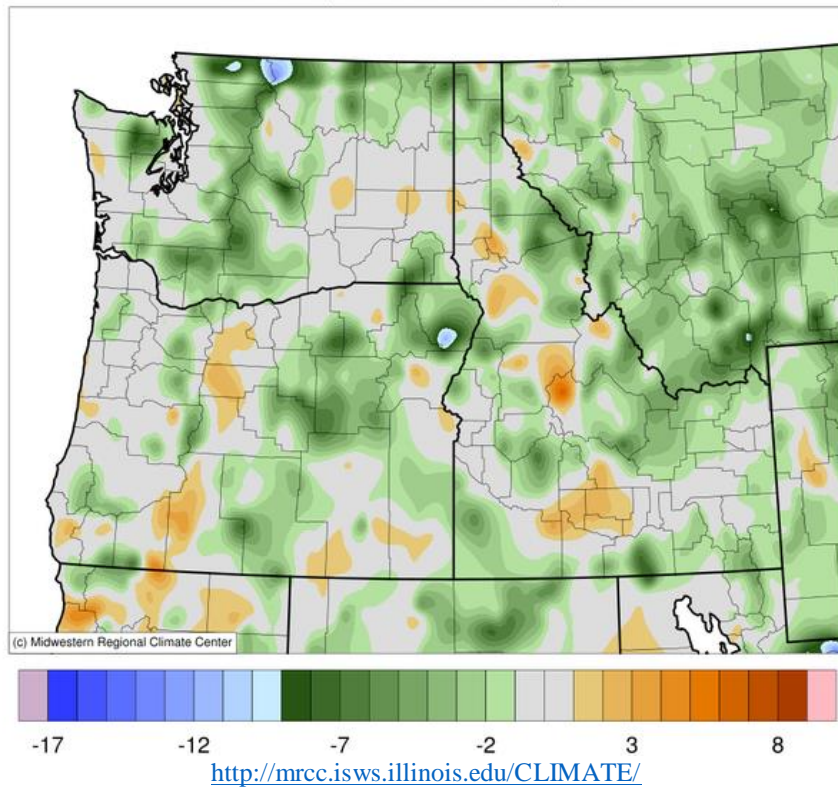 (c) Midwestern Regional Climate Center
-17 -12 -7 -2 3 8
http://mrcc.isws.illinois.edu/CLIMATE/